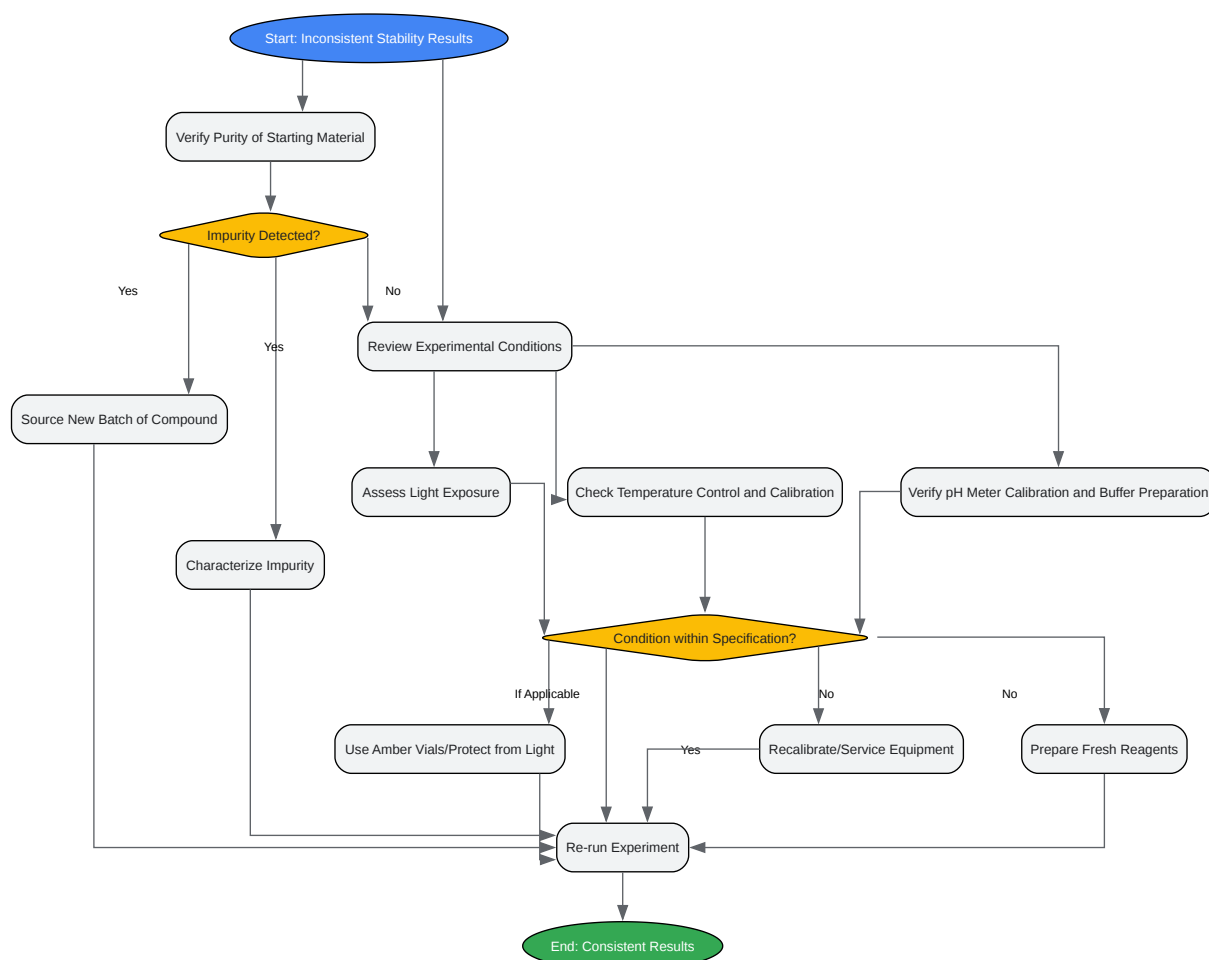 Start: Inconsistent Stability Results
Verify Purity of Starting Material
Impurity Detected?
Yes
No
Yes
Review Experimental Conditions
Source New Batch of Compound
Assess Light Exposure
Check Temperature Control and Calibration
Verify pH Meter Calibration and Buffer Preparation
Characterize Impurity
Condition within Specification?
If Applicable
No
No
Use Amber Vials/Protect from Light
Yes
Recalibrate/Service Equipment
Prepare Fresh Reagents
Re-run Experiment
End: Consistent Results